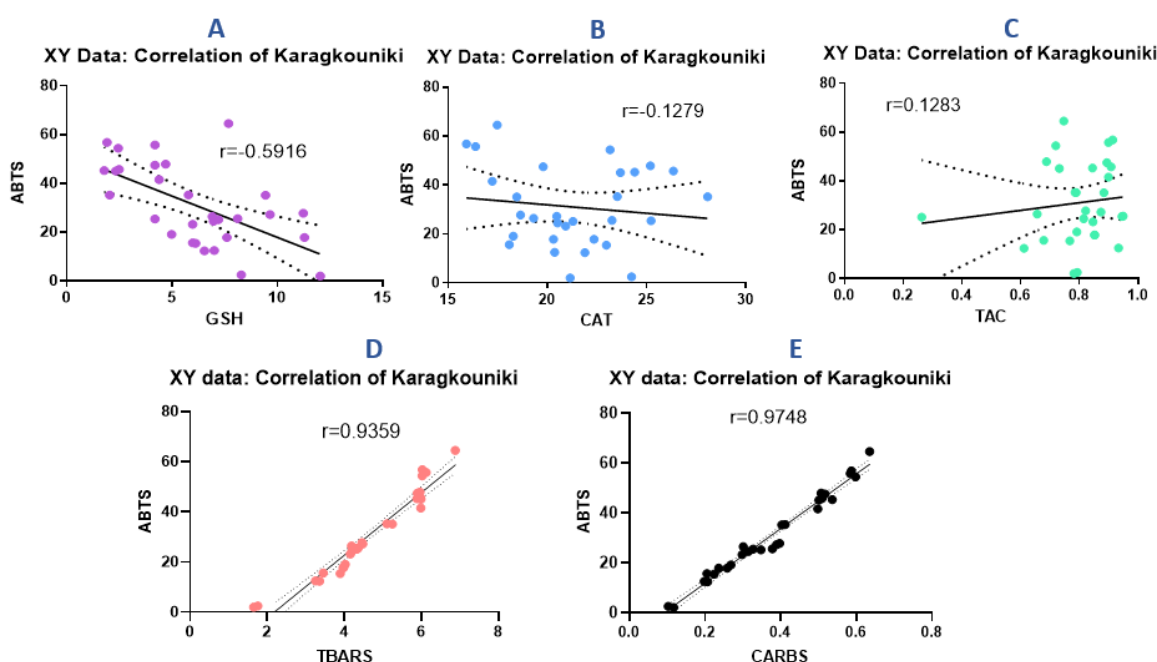 A
XY Data: Correlation of Karagkouniki
80
60
40
20
0
ABTS
r=-0.5916
0
5
10
15
GSH
B
XY Data: Correlation of Karagkouniki
80
60
40
20
0
ABTS
r=-0.1279
15
20
25
30
CAT
C
XY Data: Correlation of Karagkouniki
80
60
40
20
0
ABTS
r=0.1283
0.0
0.2
0.4
0.6
0.8
1.0
TAC
D
XY data: Correlation of Karagkouniki
80
60
40
20
0
ABTS
r=0.9359
0
2
4
6
8
TBARS
E
XY data: Correlation of Karagkouniki
80
60
40
20
0
ABTS
r=0.9748
0.0
0.2
0.4
0.6
0.8
CARBS